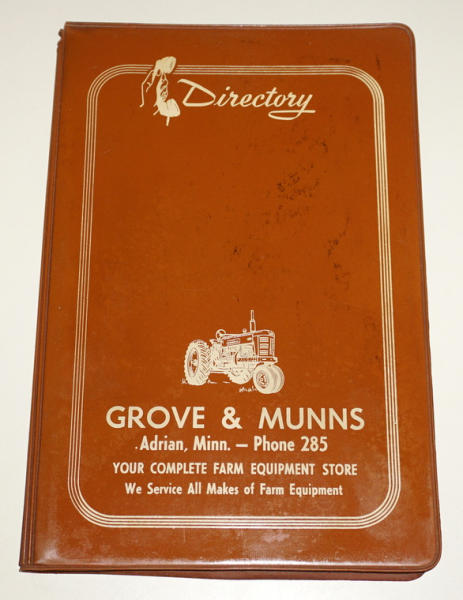 Directory
GROVE & MUNNS
Adrian, Minn. — Phone 285
YOUR COMPLETE FARM EQUIPMENT STORE
We Service All Makes of Farm Equipment